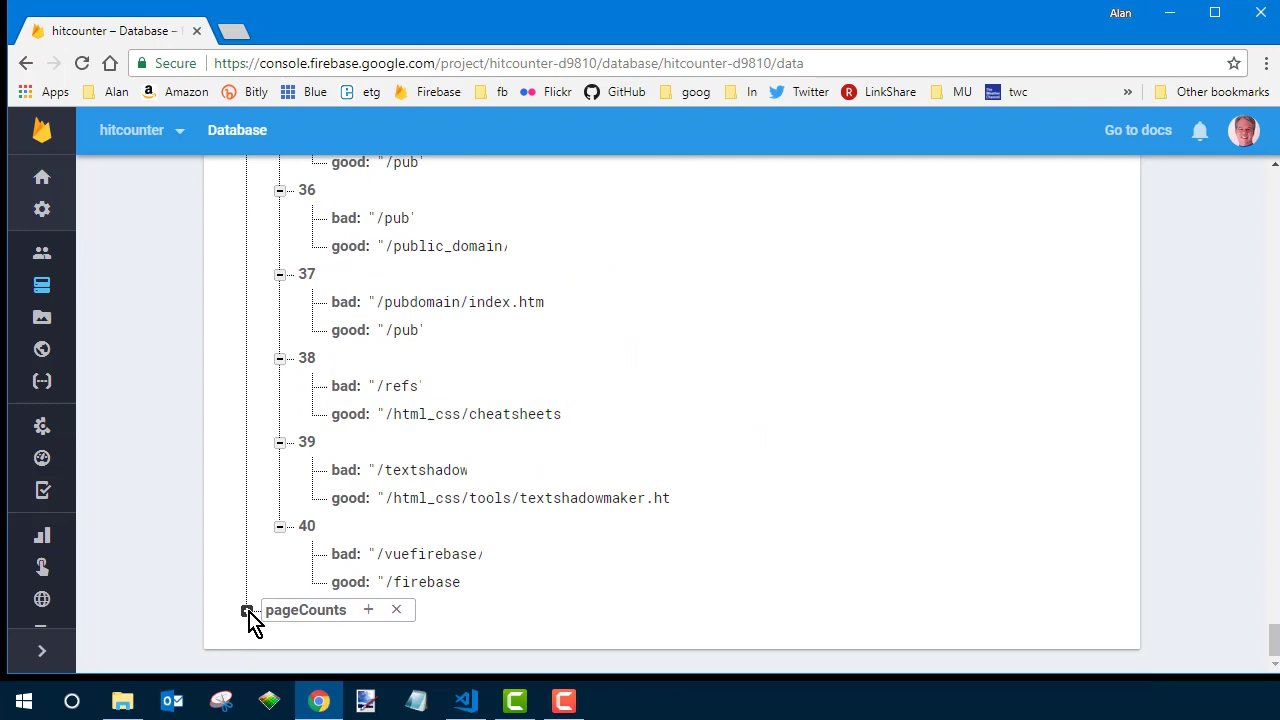 Alan
hitcounter – Database –
Secure https://console.firebase.google.com/project/hitcounter-d9810/database/hitcounter-d9810/data
Apps Alan Amazon Bitly Blue etg Firebase fb Flickr GitHub goog In Twitter LinkShare MU twc » Other bookmarks
hitcounter Database Go to docs
good: "/pub'
36
bad: "/pub'
good: "/public_domain/
37
bad: "/pubdomain/index.htm
good: "/pub'
38
bad: "/refs'
good: "/html_css/cheatsheets
39
bad: "/textshadow
good: "/html_css/tools/textshadowmaker.ht
40
bad: "/vuefirebase/
good: "/firebase
pageCounts + ×